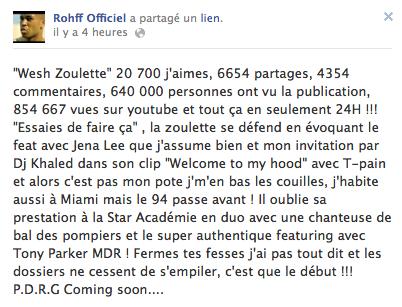 Rohff Officiel a partagé un lien.
il y a 4 heures
"Wesh Zoulette" 20 700 j'aimes, 6654 partages, 4354
commentaires, 640 000 personnes ont vu la publication,
854 667 vues sur youtube et tout ça en seulement 24H !!!
"Essaies de faire ça" , la zoulette se défend en évoquant le
feat avec Jena Lee que j'assume bien et mon invitation par
Dj Khaled dans son clip "Welcome to my hood" avec T-pain
et alors c'est pas mon pote j'm'en bas les couilles, j'habite
aussi à Miami mais le 94 passe avant ! Il oublie sa
prestation à la Star Académie en duo avec une chanteuse de
bal des pompiers et le super authentique featuring avec
Tony Parker MDR ! Fermes tes fesses j'ai pas tout dit et les
dossiers ne cessent de s'empiler, c'est que le début !!!
P.D.R.G Coming soon....